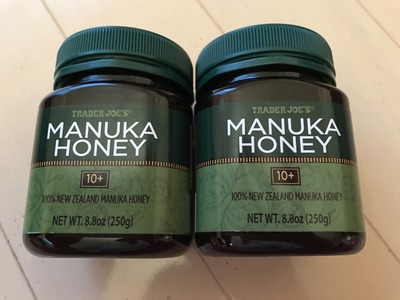 TRADER JOE'S
MANUKA
HONEY
10+
100% NEW ZEALAND MANUKA HONEY
NET WT. 8.8oz (250g)
TRADER JOE'S
MANUKA
HONEY
10+
100% NEW ZEALAND MANUKA HONEY
NET WT. 8.8oz (250g)